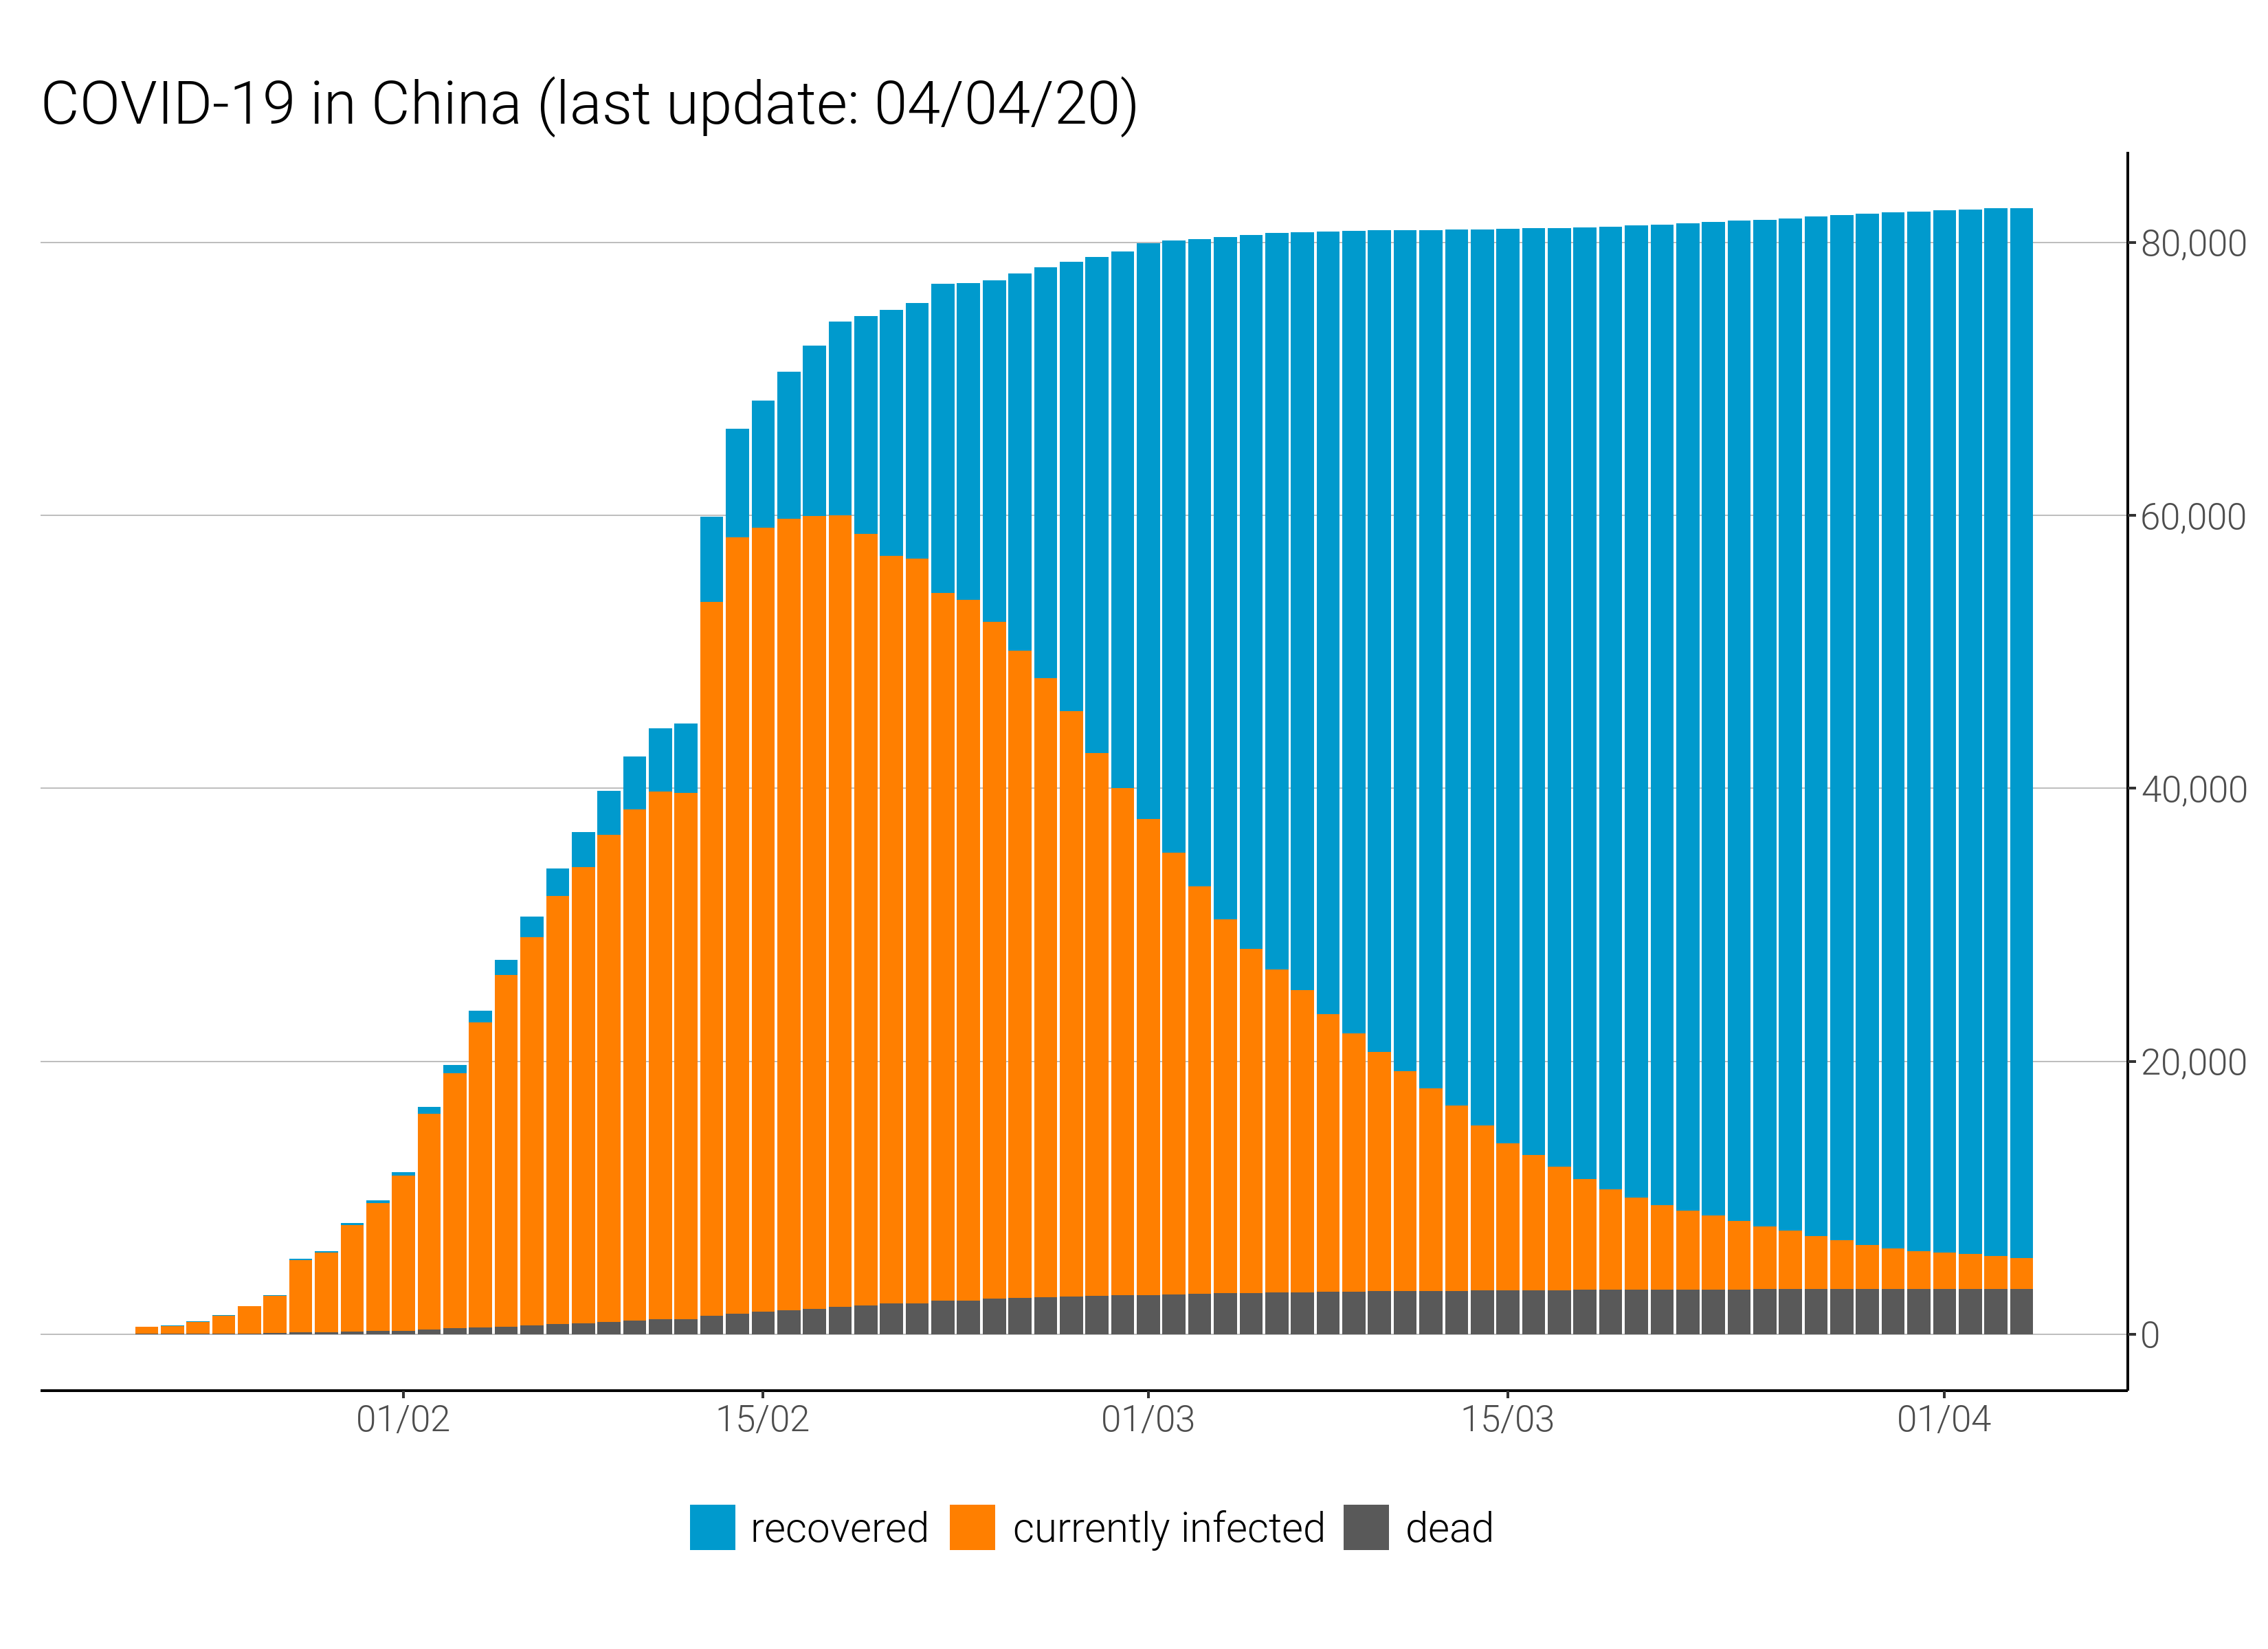 COVID-19 in China (last update: 04/04/20)
80,000
60,000
40,000
20,000
0
01/02 15/02 01/03 15/03 01/04
recovered currently infected dead